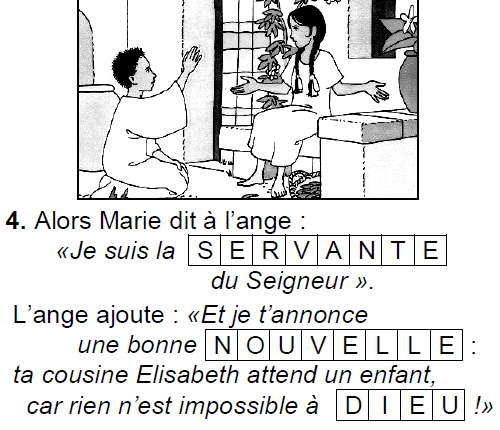 4. Alors Marie dit à l'ange :
«Je suis la SERVANTE
du Seigneur ».
L'ange ajoute : «Et je t'annonce
une bonne NOUVELLE :
ta cousine Elisabeth attend un enfant,
car rien n'est impossible à DIEU !»